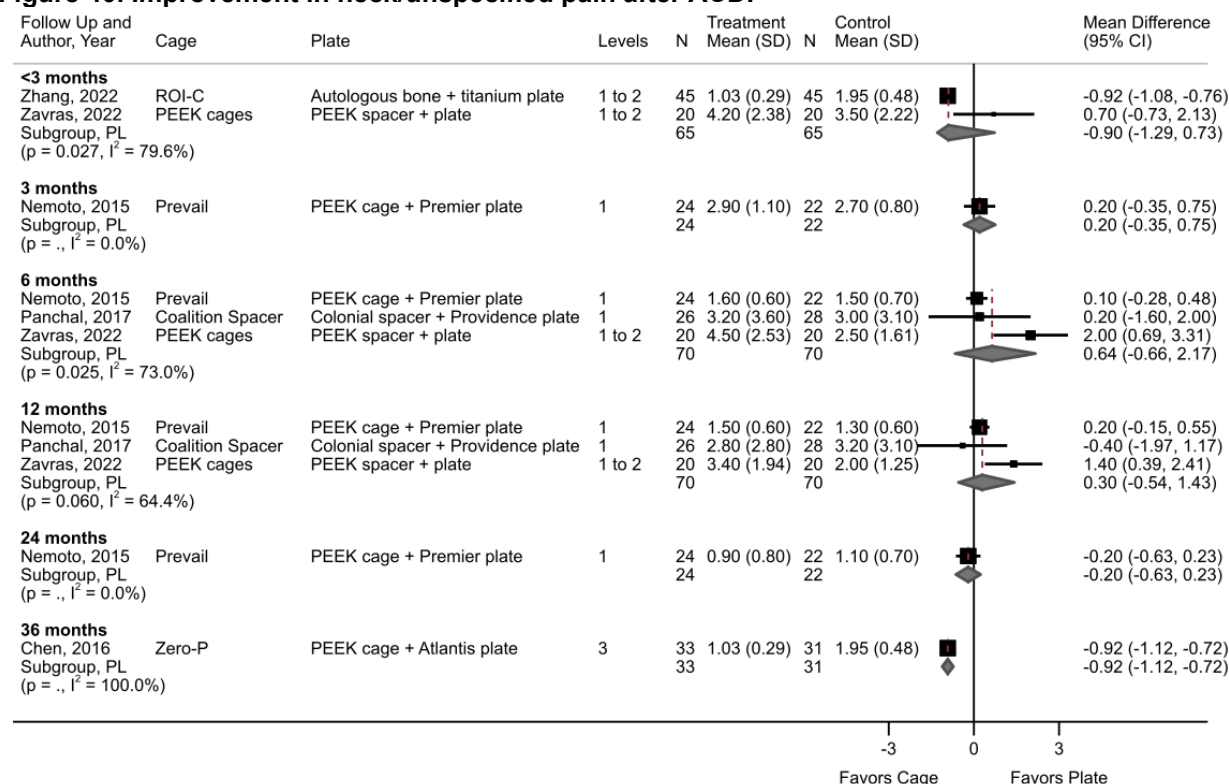 Figure 40. Improvement in neck/unspecified pain after ACDF
Follow Up and Treatment Control Mean Difference
Author, Year Cage Plate Levels N Mean (SD) N Mean (SD) (95% CI)
<3 months
Zhang, 2022 ROI-C Autologous bone + titanium plate 1 to 2 45 1.03 (0.29) 45 1.95 (0.48) -0.92 (-1.08, -0.76)
Zavras, 2022 PEEK cages PEEK spacer + plate 1 to 2 20 4.20 (2.38) 20 3.50 (2.22) 0.70 (-0.73, 2.13)
Subgroup, PL 65 65 -0.90 (-1.29, 0.73)
(p = 0.027, I² = 79.6%)
3 months
Nemoto, 2015 Prevail PEEK cage + Premier plate 1 24 2.90 (1.10) 22 2.70 (0.80) 0.20 (-0.35, 0.75)
Subgroup, PL 24 22 0.20 (-0.35, 0.75)
(p = ., I² = 0.0%)
6 months
Nemoto, 2015 Prevail PEEK cage + Premier plate 1 24 1.60 (0.60) 22 1.50 (0.70) 0.10 (-0.28, 0.48)
Panchal, 2017 Coalition Spacer Colonial spacer + Providence plate 1 26 3.20 (3.60) 28 3.00 (3.10) 0.20 (-1.60, 2.00)
Zavras, 2022 PEEK cages PEEK spacer + plate 1 to 2 20 4.50 (2.53) 20 2.50 (1.61) 2.00 (0.69, 3.31)
Subgroup, PL 70 70 0.64 (-0.66, 2.17)
(p = 0.025, I² = 73.0%)
12 months
Nemoto, 2015 Prevail PEEK cage + Premier plate 1 24 1.50 (0.60) 22 1.30 (0.60) 0.20 (-0.15, 0.55)
Panchal, 2017 Coalition Spacer Colonial spacer + Providence plate 1 26 2.80 (2.80) 28 3.20 (3.10) -0.40 (-1.97, 1.17)
Zavras, 2022 PEEK cages PEEK spacer + plate 1 to 2 20 3.40 (1.94) 20 2.00 (1.25) 1.40 (0.39, 2.41)
Subgroup, PL 70 70 0.30 (-0.54, 1.43)
(p = 0.060, I² = 64.4%)
24 months
Nemoto, 2015 Prevail PEEK cage + Premier plate 1 24 0.90 (0.80) 22 1.10 (0.70) -0.20 (-0.63, 0.23)
Subgroup, PL 24 22 -0.20 (-0.63, 0.23)
(p = ., I² = 0.0%)
36 months
Chen, 2016 Zero-P PEEK cage + Atlantis plate 3 33 1.03 (0.29) 31 1.95 (0.48) -0.92 (-1.12, -0.72)
Subgroup, PL 33 31 -0.92 (-1.12, -0.72)
(p = ., I² = 100.0%)
-3 0 3
Favors Cage Favors Plate